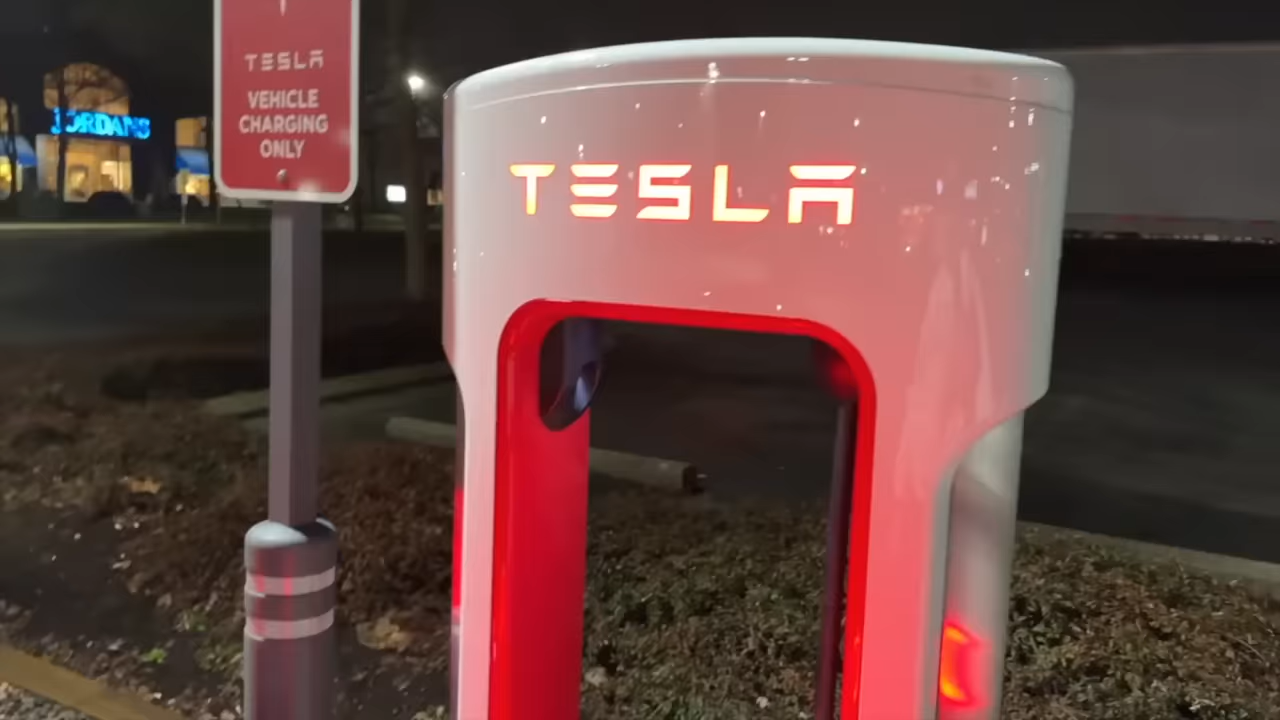 TESLA
VEHICLE
CHARGING
ONLY
JORDANS
TESLA